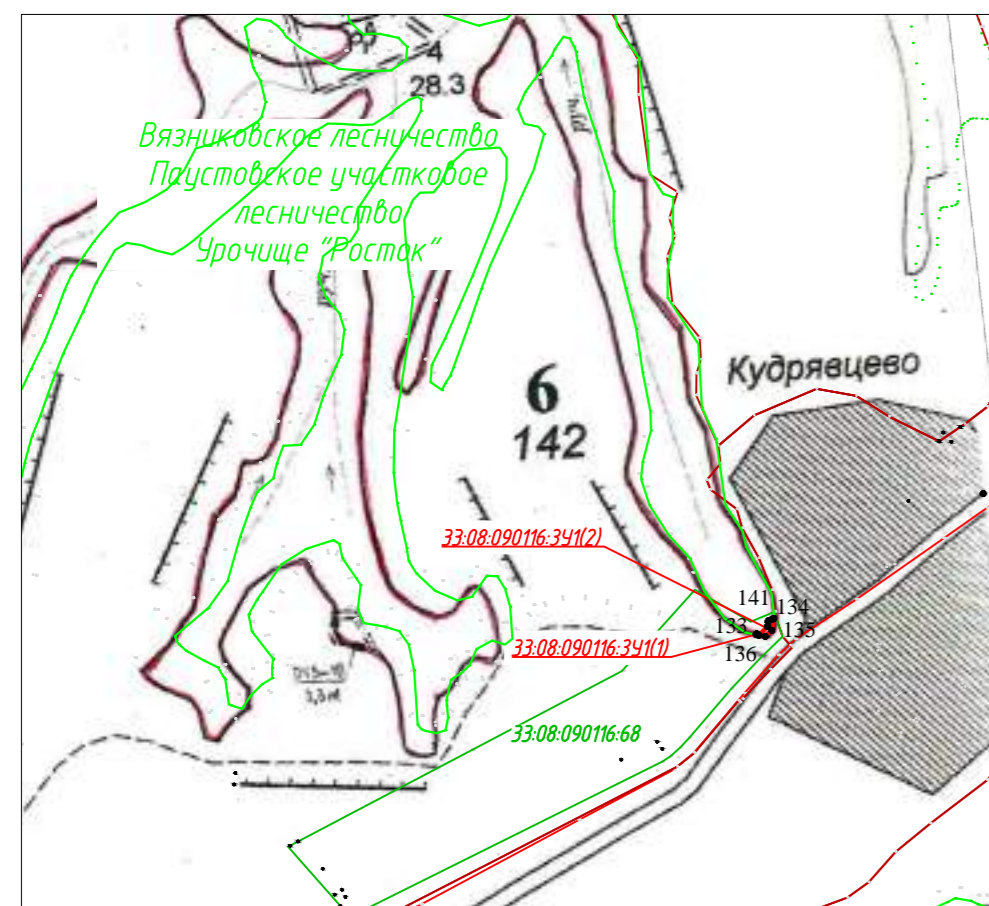 4
28.3
Вязниковское лесничество
Паустовское участковое
лесничество
Урочище "Росток"
руч.
Кудрявцево
6
142
33:08:090116:ЗУ1(2)
141
134
133
135
33:08:090116:ЗУ1(1)
136
33:08:090116:68